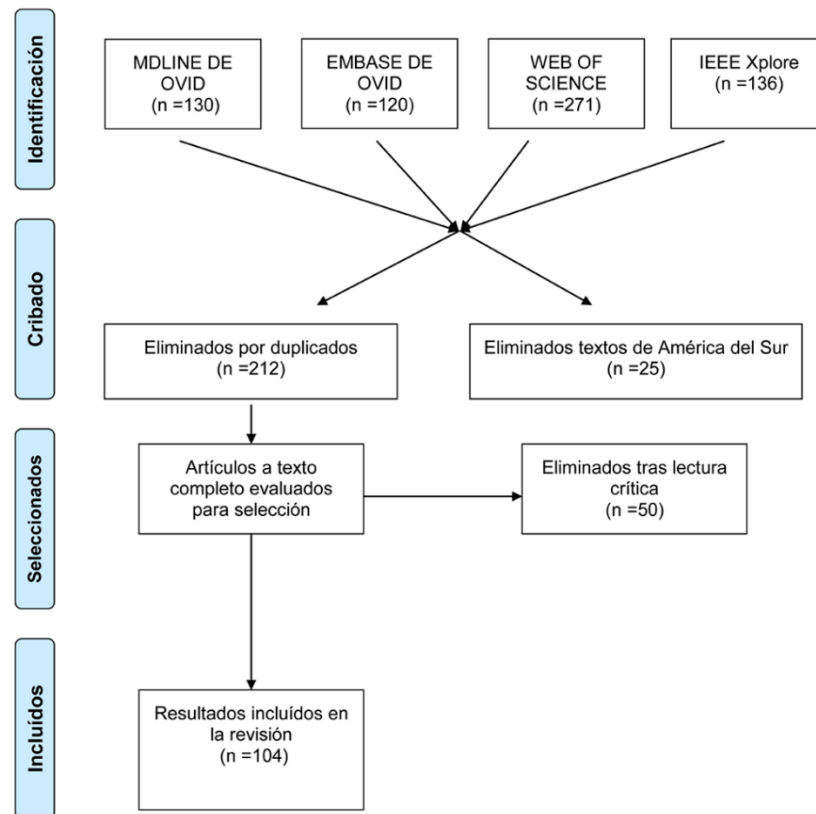 Identificación
MDLINE DE
OVID
(n =130)
EMBASE DE
OVID
(n =120)
WEB OF
SCIENCE
(n =271)
IEEE Xplore
(n =136)
Cribado
Eliminados por duplicados
(n =212)
Eliminados textos de América del Sur
(n =25)
Seleccionados
Artículos a texto
completo evaluados
para selección
Eliminados tras lectura
crítica
(n =50)
Incluídos
Resultados incluídos en
la revisión
(n =104)